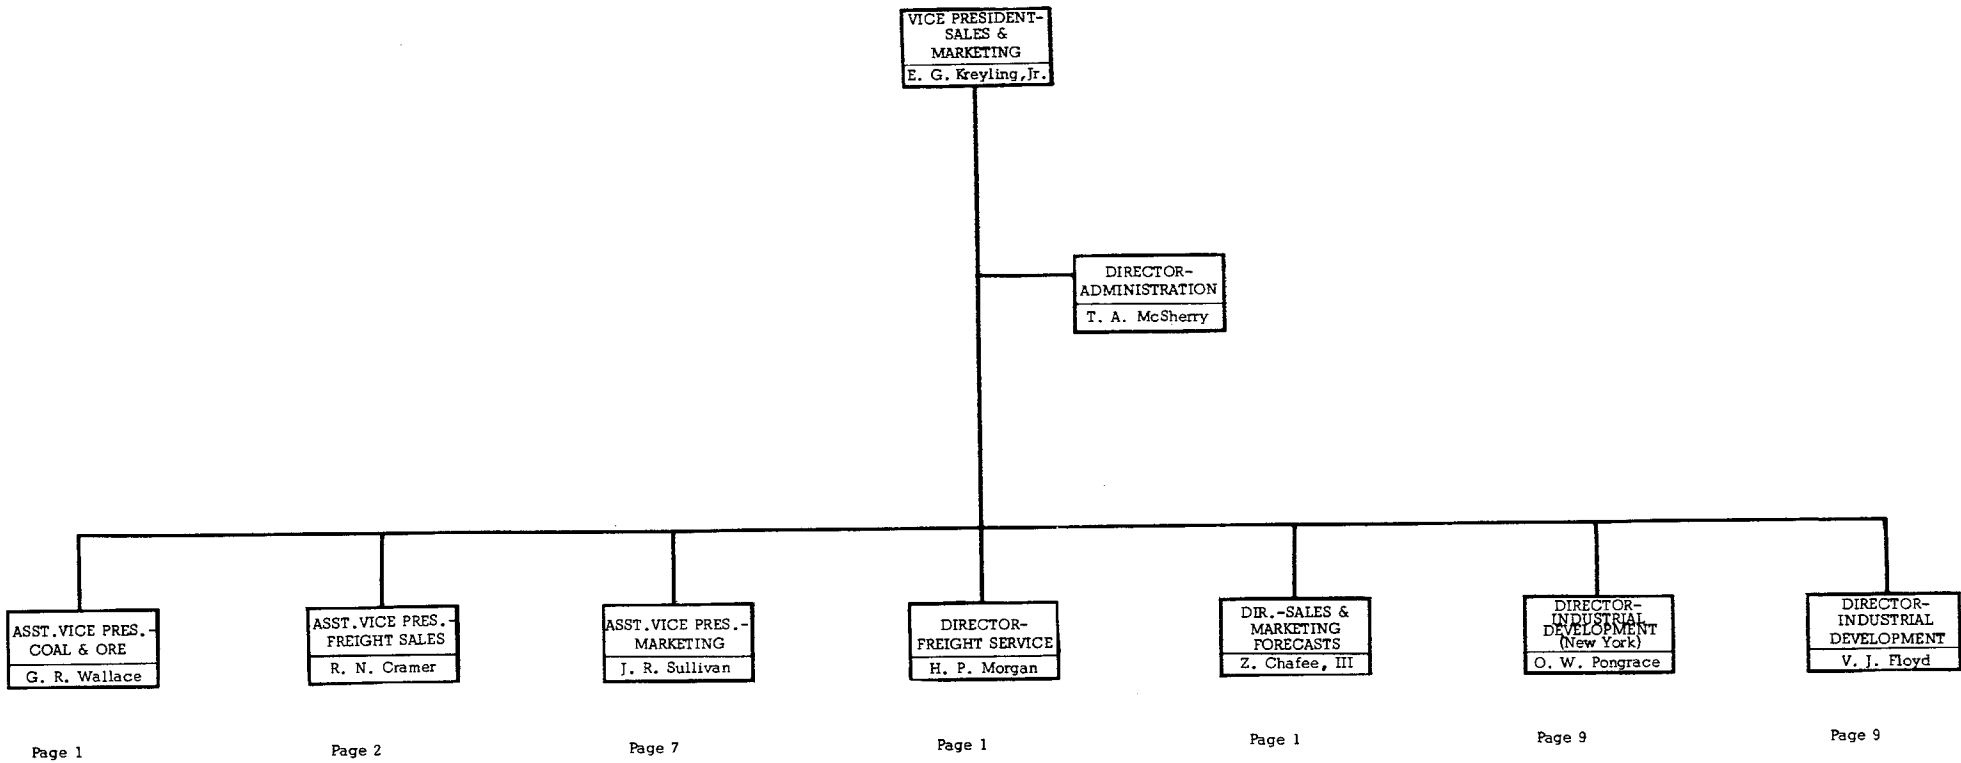 VICE PRESIDENT-
SALES &
MARKETING
E. G. Kreyling,Jr.
DIRECTOR-
ADMINISTRATION
T. A. McSherry
ASST.VICE PRES.-
COAL & ORE
G. R. Wallace
ASST.VICE PRES.-
FREIGHT SALES
R. N. Cramer
ASST.VICE PRES.-
MARKETING
J. R. Sullivan
DIRECTOR-
FREIGHT SERVICE
H. P. Morgan
DIR.-SALES &
MARKETING
FORECASTS
Z. Chafee, III
DIRECTOR-
INDUSTRIAL
DEVELOPMENT
(New York)
O. W. Pongrace
DIRECTOR-
INDUSTRIAL
DEVELOPMENT
V. J. Floyd
Page 1
Page 2
Page 7
Page 1
Page 1
Page 9
Page 9